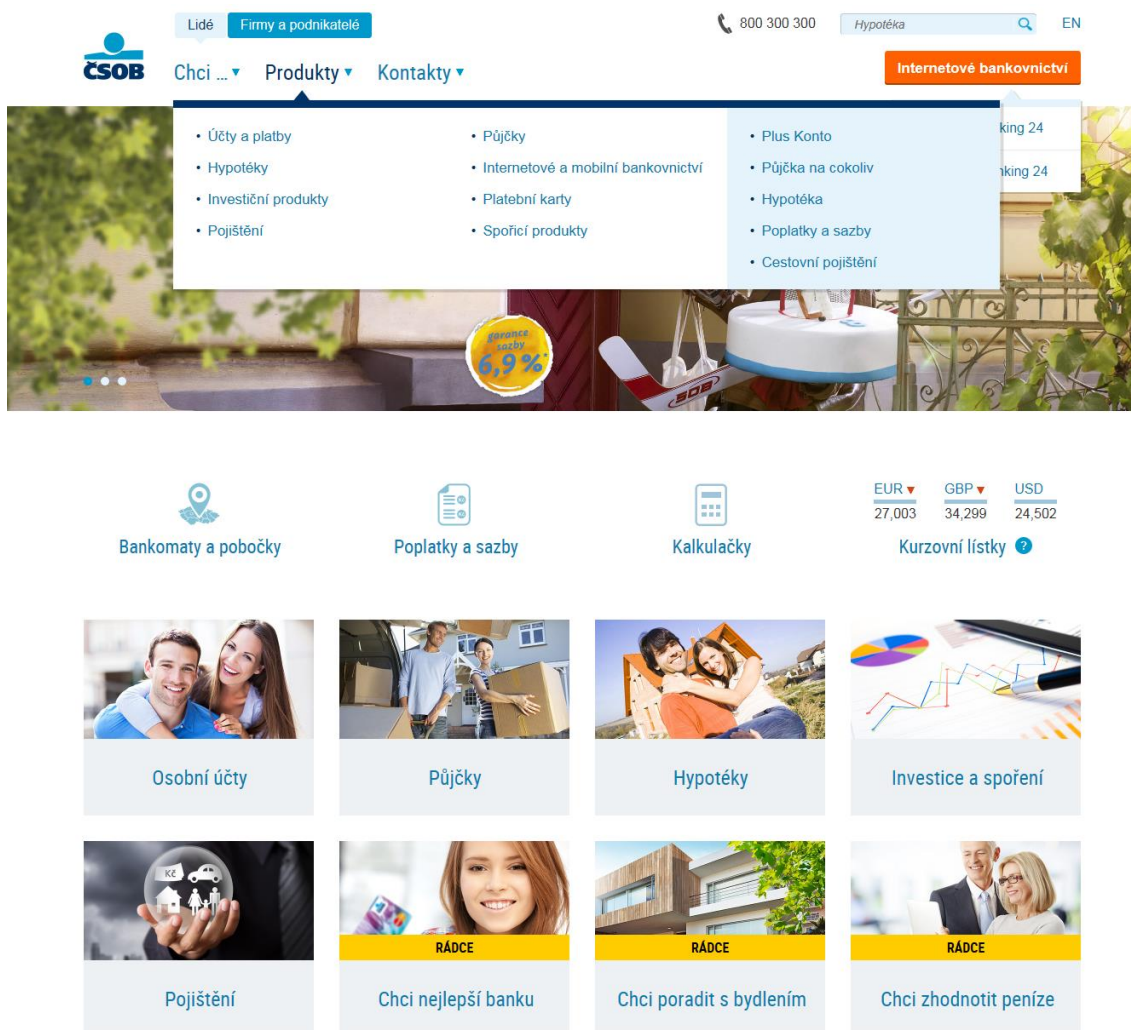 Lidé Firmy a podnikatelé 800 300 300 Hypotéka EN
ČSOB Chci ... Produkty Kontakty Internetové bankovnictví
Účty a platby
Hypotéky
Investiční produkty
Pojištění
Půjčky
Internetové a mobilní bankovnictví
Platební karty
Spořicí produkty
Plus Konto
Půjčka na cokoliv
Hypotéka
Poplatky a sazby
Cestovní pojištění
king 24
nking 24
garance
sazby
6,9 %*
ČSOB
EUR GBP USD
27,003 34,299 24,502
Bankomaty a pobočky Poplatky a sazby Kalkulačky Kurzovní lístky ?
Osobní účty Půjčky Hypotéky Investice a spoření
Kč
RÁDCE RÁDCE RÁDCE
Pojištění Chci nejlepší banku Chci poradit s bydlením Chci zhodnotit peníze